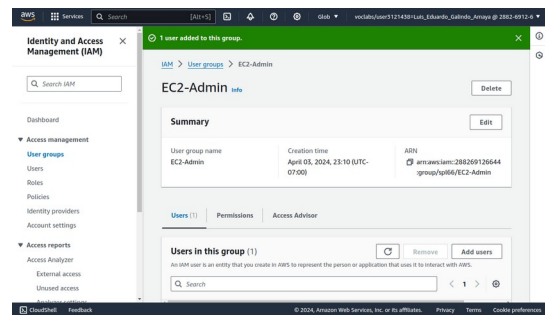 aws
Services
Search
[Alt+S]
Glob ▼
voclabs/user3121438=Luis_Eduardo_Galindo_Amaya @ 2882-6912-6 ▼
Identity and Access Management (IAM)
Search IAM
Dashboard
▼ Access management
User groups
Users
Roles
Policies
Identity providers
Account settings
▼ Access reports
Access Analyzer
External access
Unused access
Analyzer settings
1 user added to this group.
IAM > User groups > EC2-Admin
EC2-Admin Info
Delete
Summary
Edit
User group name
EC2-Admin
Creation time
April 03, 2024, 23:10 (UTC-
07:00)
ARN
arn:aws:iam::288269126644
:group/spl66/EC2-Admin
Users (1)
Permissions
Access Advisor
Users in this group (1)
Remove
Add users
An IAM user is an entity that you create in AWS to represent the person or application that uses it to interact with AWS.
Search
< 1 >
CloudShell
Feedback
© 2024, Amazon Web Services, Inc. or its affiliates.
Privacy
Terms
Cookie preferences